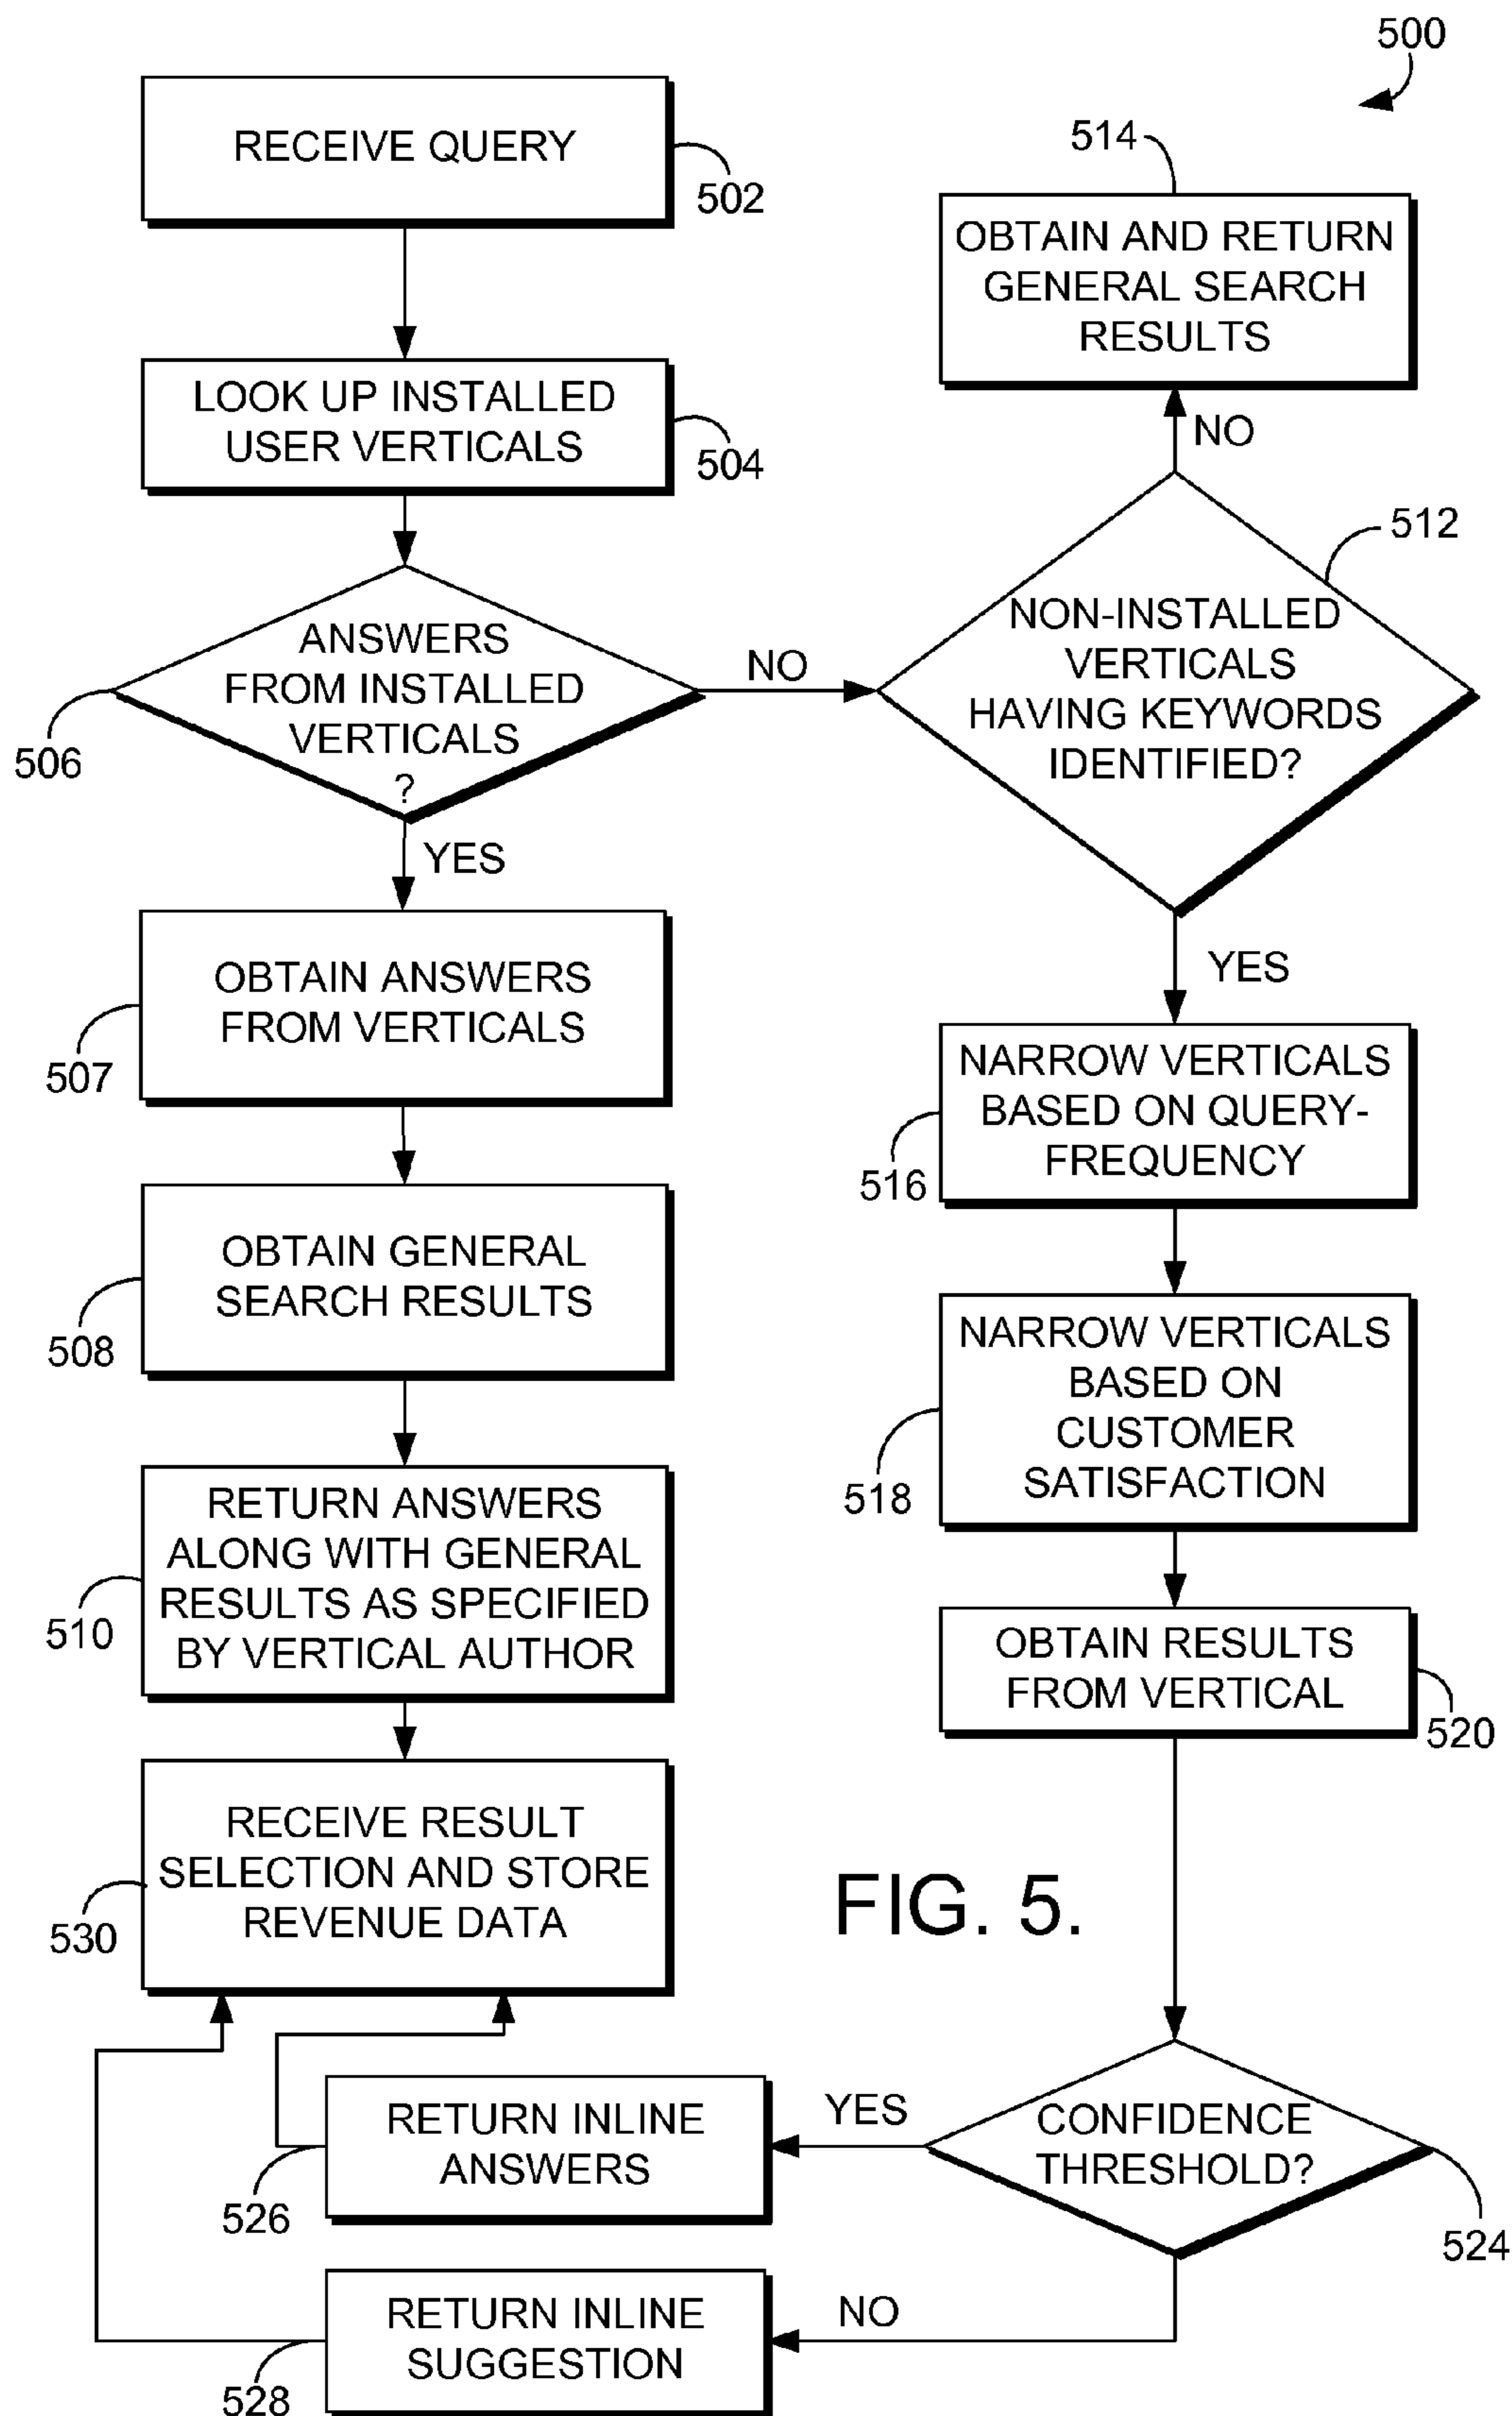 500
RECEIVE QUERY
502
LOOK UP INSTALLED
USER VERTICALS
504
ANSWERS
FROM INSTALLED
VERTICALS
?
506
NO
YES
OBTAIN ANSWERS
FROM VERTICALS
507
OBTAIN GENERAL
SEARCH RESULTS
508
RETURN ANSWERS
ALONG WITH GENERAL
RESULTS AS SPECIFIED
BY VERTICAL AUTHOR
510
RECEIVE RESULT
SELECTION AND STORE
REVENUE DATA
530
514
OBTAIN AND RETURN
GENERAL SEARCH
RESULTS
NO
512
NON-INSTALLED
VERTICALS
HAVING KEYWORDS
IDENTIFIED?
YES
NARROW VERTICALS
BASED ON QUERY-
FREQUENCY
516
NARROW VERTICALS
BASED ON
CUSTOMER
SATISFACTION
518
OBTAIN RESULTS
FROM VERTICAL
520
FIG. 5.
CONFIDENCE
THRESHOLD?
524
YES
RETURN INLINE
ANSWERS
526
NO
RETURN INLINE
SUGGESTION
528